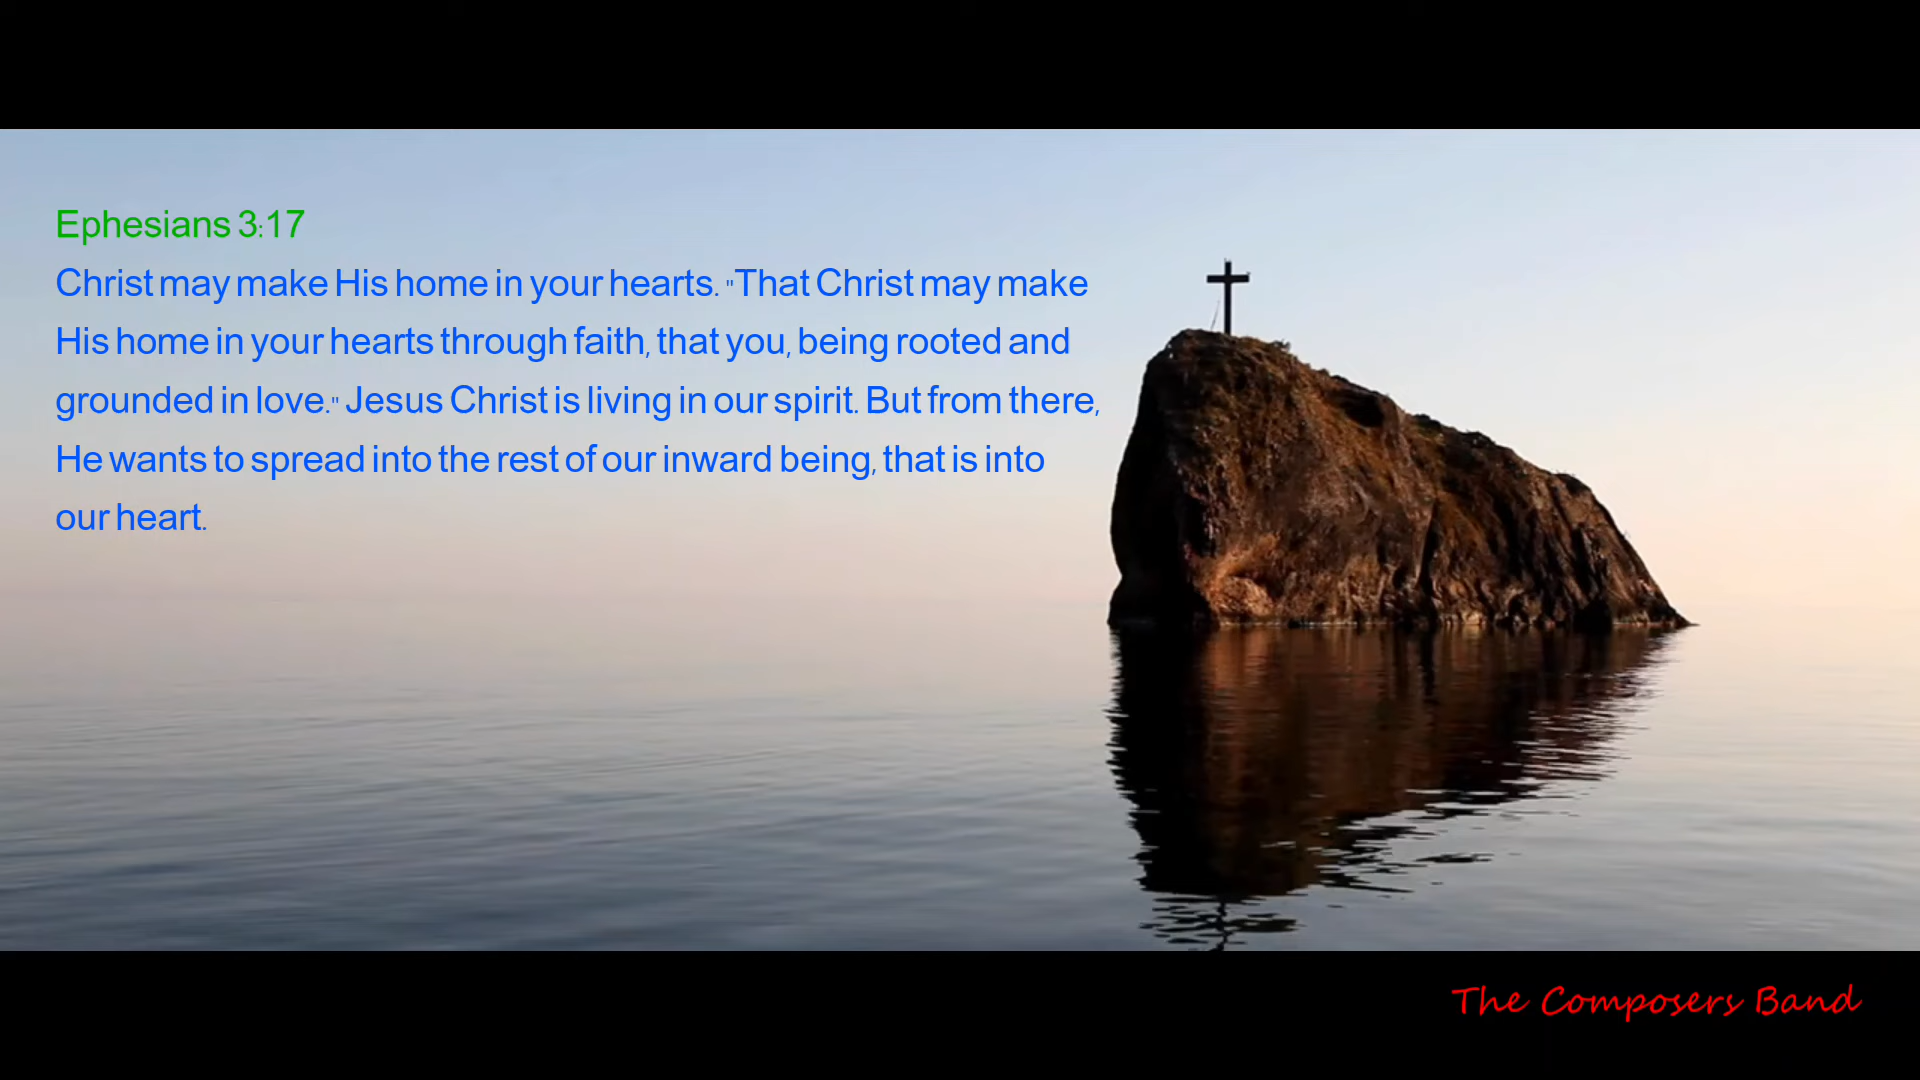 Ephesians 3:17
Christ may make His home in your hearts. "That Christ may make
His home in your hearts through faith, that you, being rooted and
grounded in love." Jesus Christ is living in our spirit. But from there,
He wants to spread into the rest of our inward being, that is into
our heart.
The Composers Band